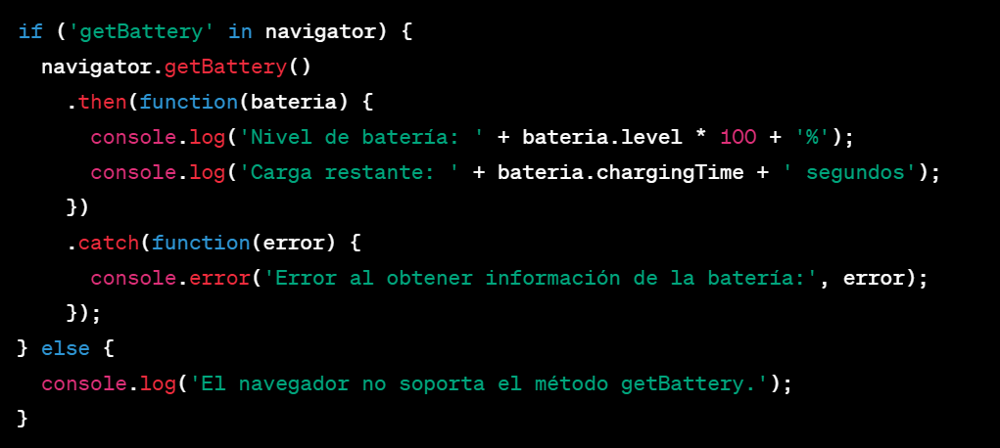 if ('getBattery' in navigator) {
  navigator.getBattery()
    .then(function(bateria) {
      console.log('Nivel de batería: ' + bateria.level * 100 + '%');
      console.log('Carga restante: ' + bateria.chargingTime + ' segundos');
    })
    .catch(function(error) {
      console.error('Error al obtener información de la batería:', error);
    });
} else {
  console.log('El navegador no soporta el método getBattery.');
}